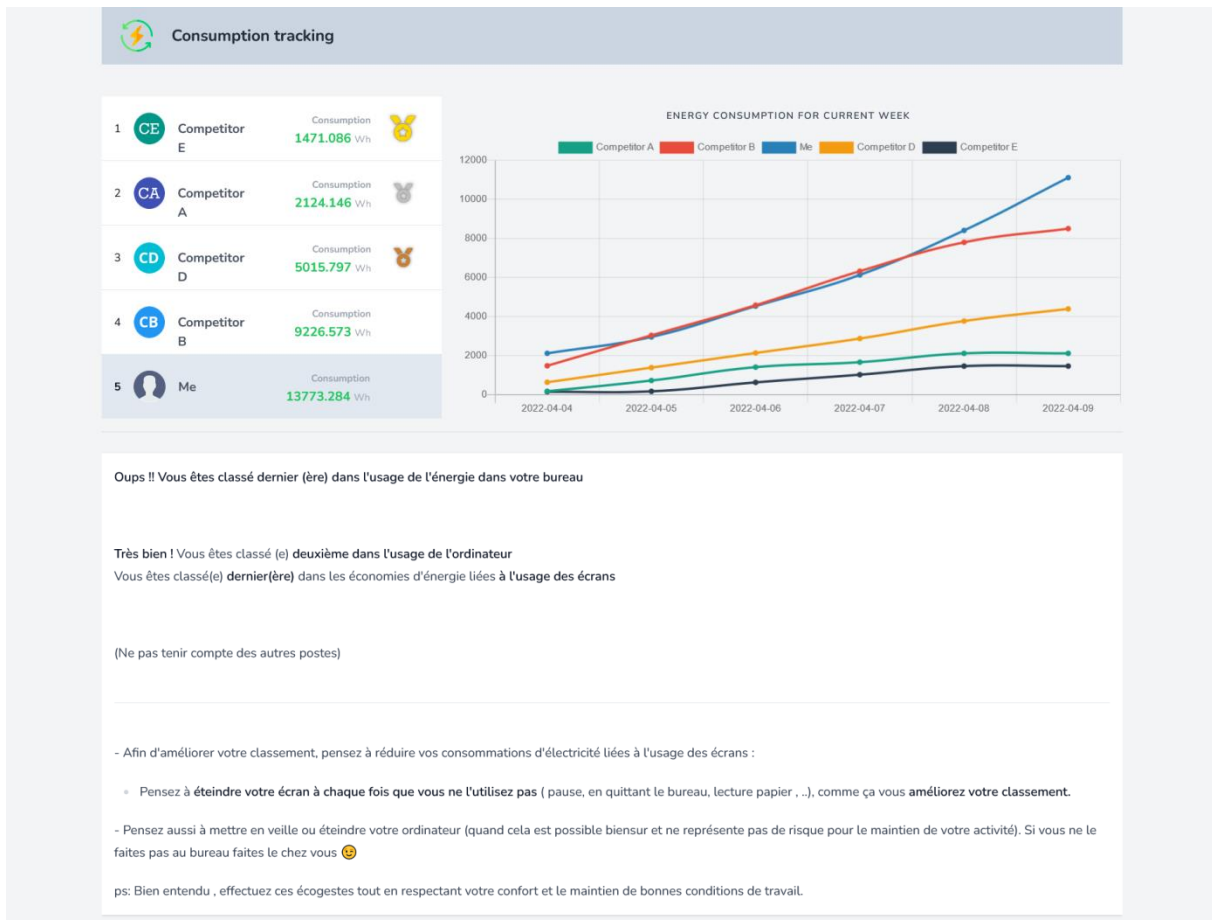 Consumption tracking
1 CE Competitor E Consumption 1471.086 Wh
2 CA Competitor A Consumption 2124.146 Wh
3 CD Competitor D Consumption 5015.797 Wh
4 CB Competitor B Consumption 9226.573 Wh
5 Me Consumption 13773.284 Wh
ENERGY CONSUMPTION FOR CURRENT WEEK
Competitor A Competitor B Me Competitor D Competitor E
12000
10000
8000
6000
4000
2000
0
2022-04-04 2022-04-05 2022-04-06 2022-04-07 2022-04-08 2022-04-09
Oups !! Vous êtes classé dernier (ère) dans l'usage de l'énergie dans votre bureau
Très bien ! Vous êtes classé (e) deuxième dans l'usage de l'ordinateur
Vous êtes classé(e) dernier(ère) dans les économies d'énergie liées à l'usage des écrans
(Ne pas tenir compte des autres postes)
- Afin d'améliorer votre classement, pensez à réduire vos consommations d'électricité liées à l'usage des écrans :
Pensez à éteindre votre écran à chaque fois que vous ne l'utilisez pas ( pause, en quittant le bureau, lecture papier , ..), comme ça vous améliorez votre classement.
- Pensez aussi à mettre en veille ou éteindre votre ordinateur (quand cela est possible biensur et ne représente pas de risque pour le maintien de votre activité). Si vous ne le
faites pas au bureau faites le chez vous 😉
ps: Bien entendu , effectuez ces écogestes tout en respectant votre confort et le maintien de bonnes conditions de travail.